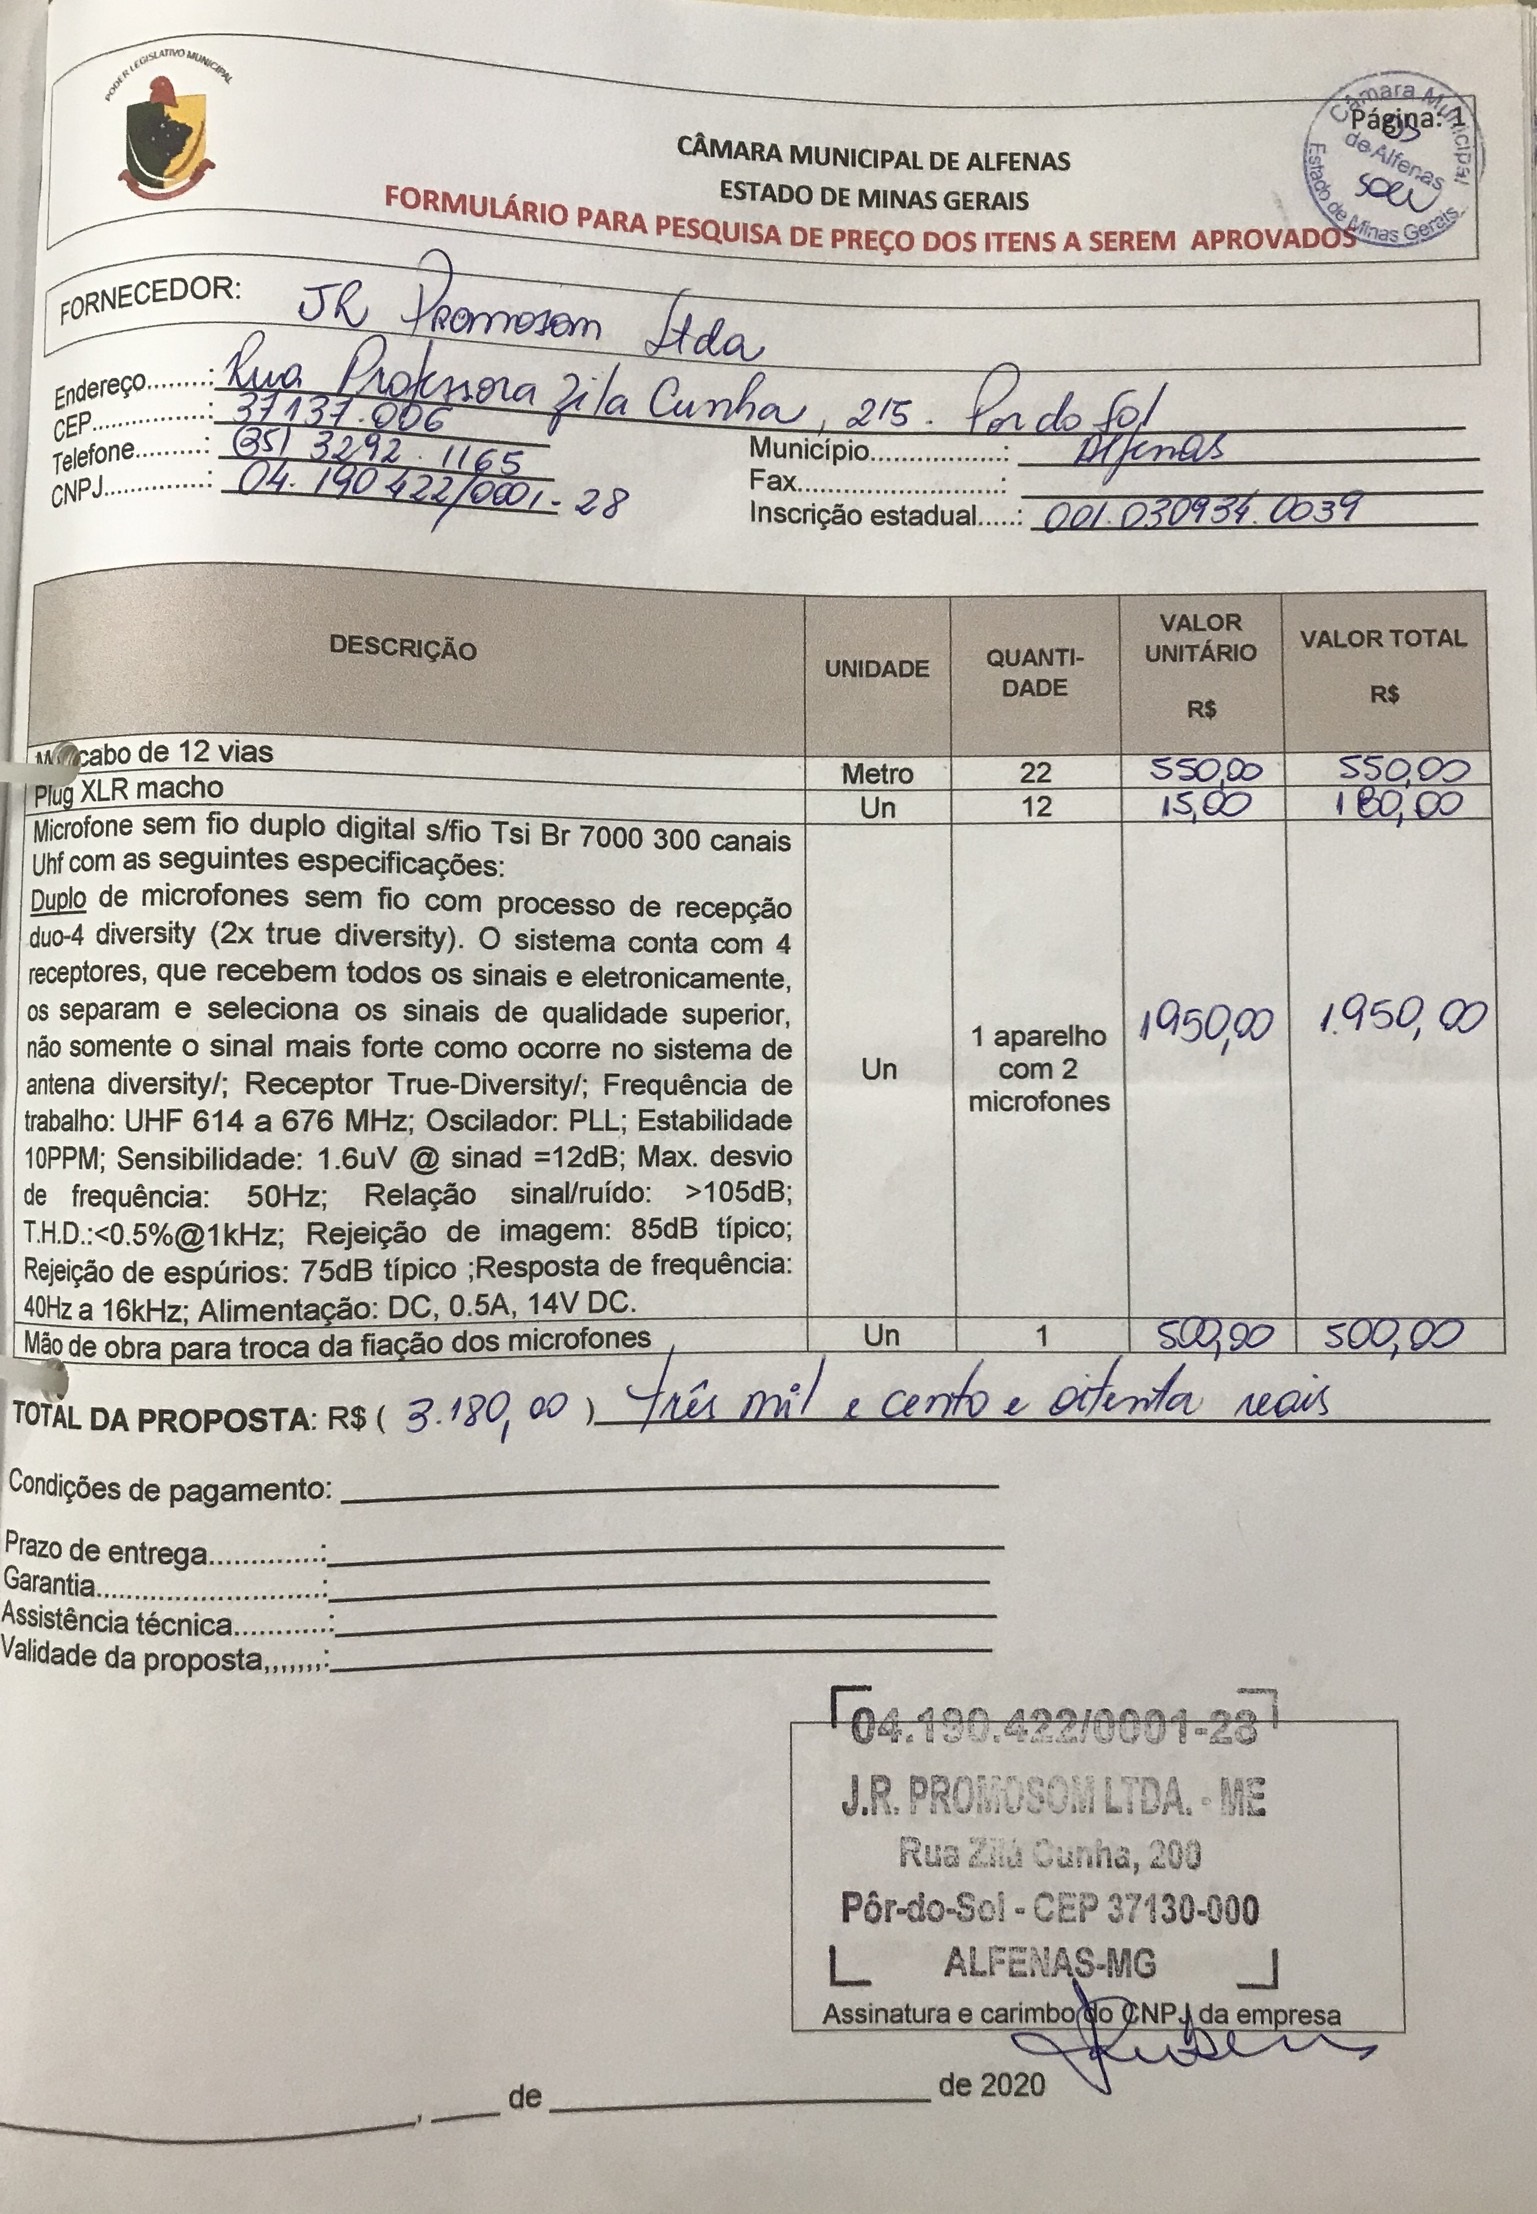 PODER LEGISLATIVO MUNICIPAL
Câmara Municipal
de Alfenas
Estado de Minas Gerais
Página: 1
CÂMARA MUNICIPAL DE ALFENAS
ESTADO DE MINAS GERAIS
FORMULÁRIO PARA PESQUISA DE PREÇO DOS ITENS A SEREM APROVADOS
FORNECEDOR: JR Promosom Ltda
Endereço.........: Rua Professora Zila Cunha, 215. Por do Sol
CEP................: 37137.006
Município.................: Alfenas
Telefone.........: (35) 3292.1165
Fax..........................:
CNPJ..............: 04.190422/0001-28
Inscrição estadual.....: 001.030934.0039
DESCRIÇÃO UNIDADE QUANTI-DADE VALOR UNITÁRIO R$ VALOR TOTAL R$
cabo de 12 vias Metro 22 550,00 550,00
Plug XLR macho Un 12 15,00 180,00
Microfone sem fio duplo digital s/fio Tsi Br 7000 300 canais
Uhf com as seguintes especificações:
Duplo de microfones sem fio com processo de recepção
duo-4 diversity (2x true diversity). O sistema conta com 4
receptores, que recebem todos os sinais e eletronicamente,
os separam e seleciona os sinais de qualidade superior,
não somente o sinal mais forte como ocorre no sistema de
antena diversity/; Receptor True-Diversity/; Frequência de
trabalho: UHF 614 a 676 MHz; Oscilador: PLL; Estabilidade
10PPM; Sensibilidade: 1.6uV @ sinad =12dB; Max. desvio
de frequência: 50Hz; Relação sinal/ruído: >105dB;
T.H.D.:<0.5%@1kHz; Rejeição de imagem: 85dB típico;
Rejeição de espúrios: 75dB típico ;Resposta de frequência:
40Hz a 16kHz; Alimentação: DC, 0.5A, 14V DC.
Un
1 aparelho
com 2
microfones
1950,00 1.950,00
Mão de obra para troca da fiação dos microfones Un 1 500,00 500,00
TOTAL DA PROPOSTA: R$ ( 3.180,00 ) três mil e cento e oitenta reais
Condições de pagamento:
Prazo de entrega.............:
Garantia..........................:
Assistência técnica...........:
Validade da proposta,,,,,,,:
04.190.422/0001-28
J.R. PROMOSOM LTDA. - ME
Rua Zilá Cunha, 200
Pôr-do-Sol - CEP 37130-000
ALFENAS-MG
Assinatura e carimbo do CNPJ da empresa
, de de 2020